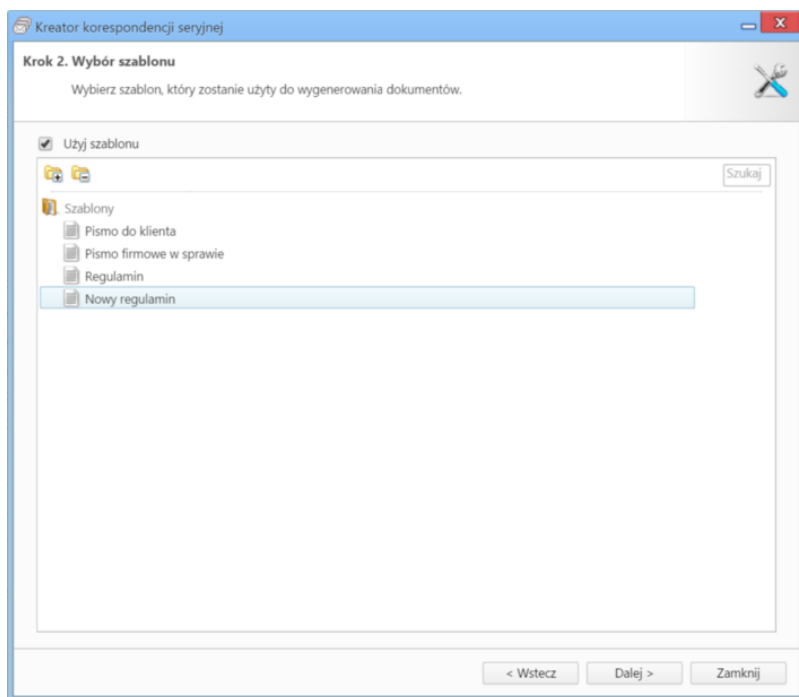 Kreator korespondencji seryjnej
Krok 2. Wybór szablonu
Wybierz szablon, który zostanie użyty do wygenerowania dokumentów.
Użyj szablonu
Szukaj
Szablony
Pismo do klienta
Pismo firmowe w sprawie
Regulamin
Nowy regulamin
< Wstecz Dalej > Zamknij